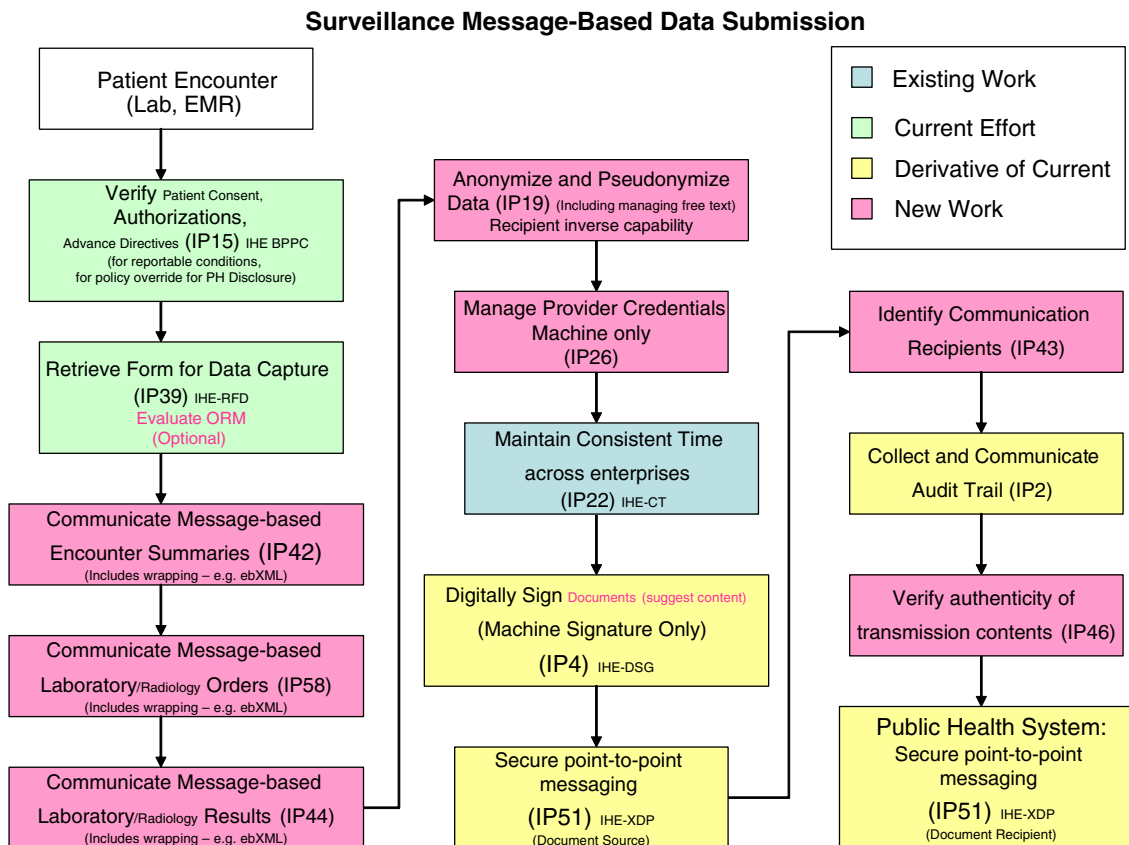 Surveillance Message-Based Data Submission
Patient Encounter
(Lab, EMR)
Verify Patient Consent,
Authorizations,
Advance Directives (IP15) IHE BPPC
(for reportable conditions,
for policy override for PH Disclosure)
Retrieve Form for Data Capture
(IP39) IHE-RFD
Evaluate ORM
(Optional)
Communicate Message-based
Encounter Summaries (IP42)
(Includes wrapping – e.g. ebXML)
Communicate Message-based
Laboratory/Radiology Orders (IP58)
(Includes wrapping – e.g. ebXML)
Communicate Message-based
Laboratory/Radiology Results (IP44)
(Includes wrapping – e.g. ebXML)
Anonymize and Pseudonymize
Data (IP19) (Including managing free text)
Recipient inverse capability
Manage Provider Credentials
Machine only
(IP26)
Maintain Consistent Time
across enterprises
(IP22) IHE-CT
Digitally Sign Documents (suggest content)
(Machine Signature Only)
(IP4) IHE-DSG
Secure point-to-point
messaging
(IP51) IHE-XDP
(Document Source)
Existing Work
Current Effort
Derivative of Current
New Work
Identify Communication
Recipients (IP43)
Collect and Communicate
Audit Trail (IP2)
Verify authenticity of
transmission contents (IP46)
Public Health System:
Secure point-to-point
messaging
(IP51) IHE-XDP
(Document Recipient)